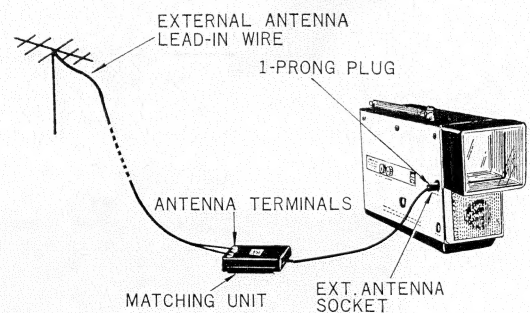 EXTERNAL ANTENNA
LEAD-IN WIRE
1-PRONG PLUG
ANTENNA TERMINALS
MATCHING UNIT
EXT. ANTENNA
SOCKET